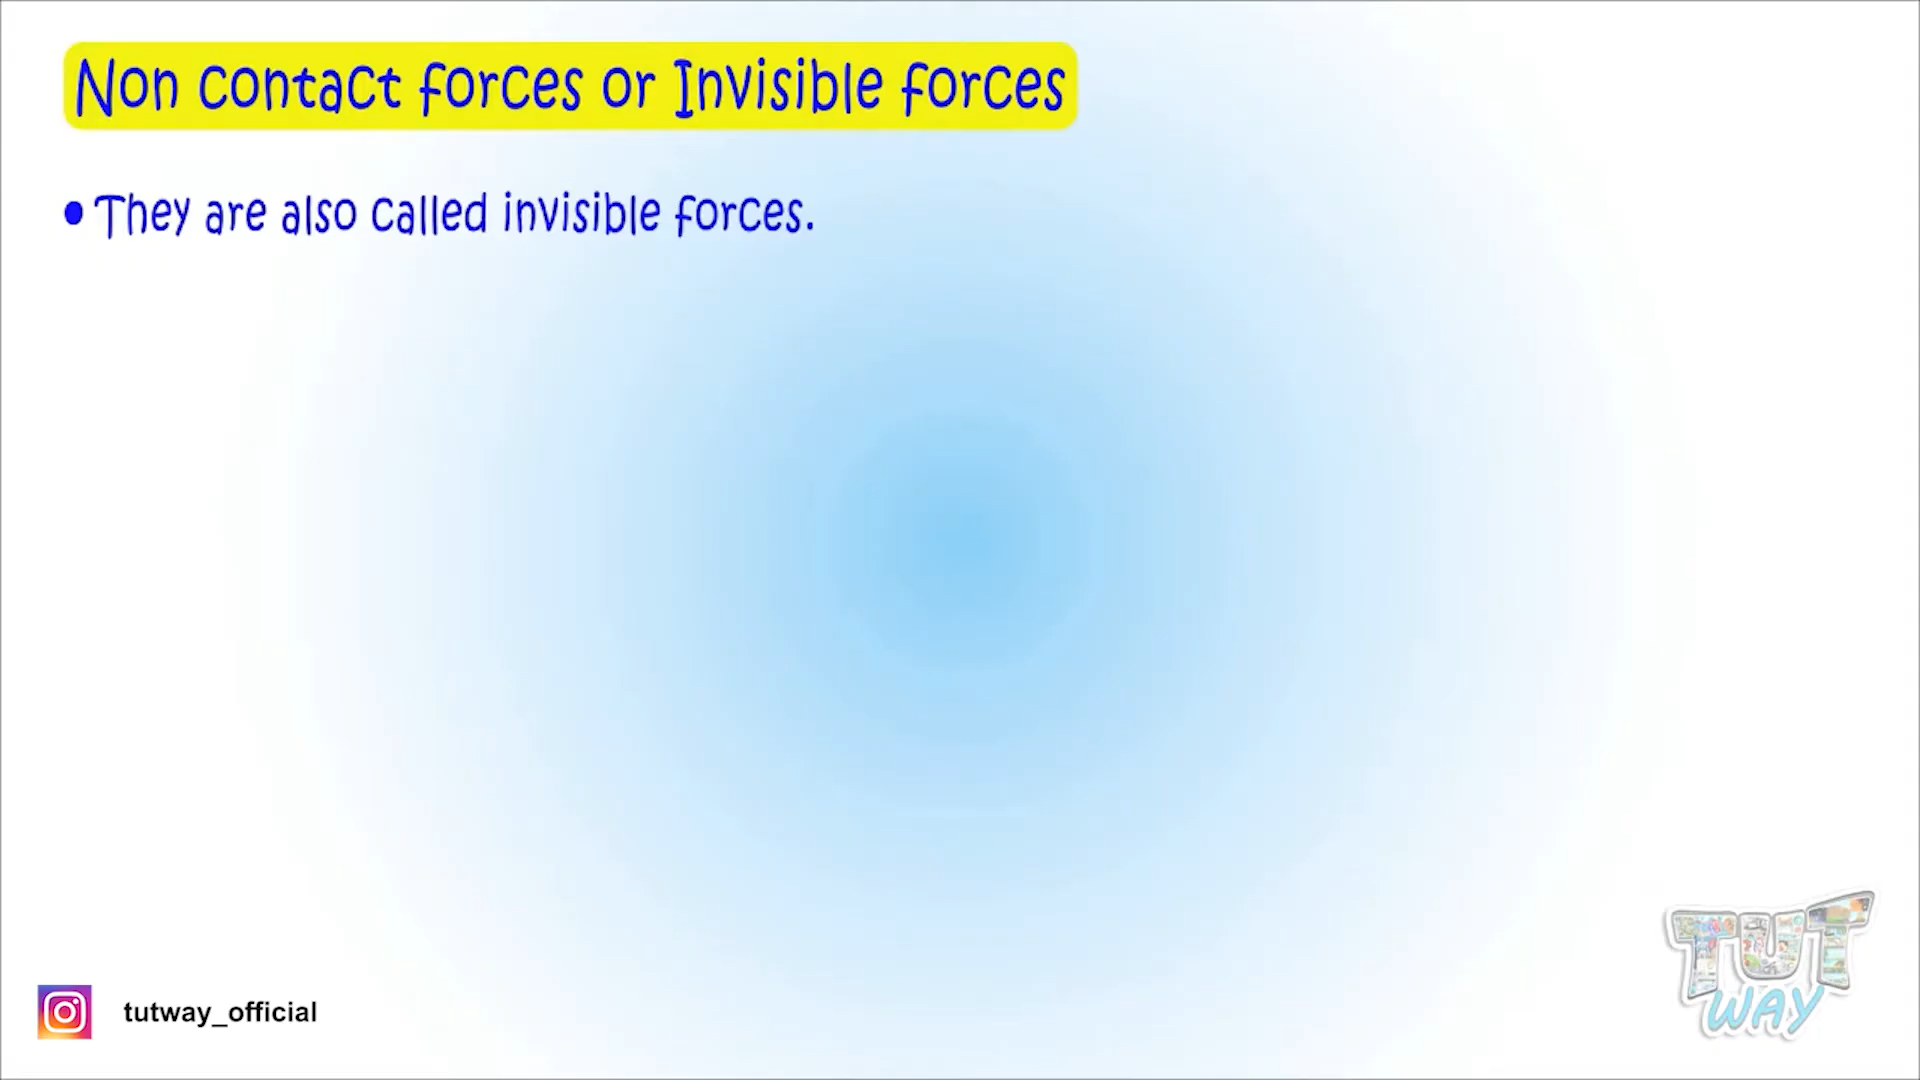 Non contact forces or Invisible forces
• They are also called invisible forces.
tutway_official
TUT
WAY